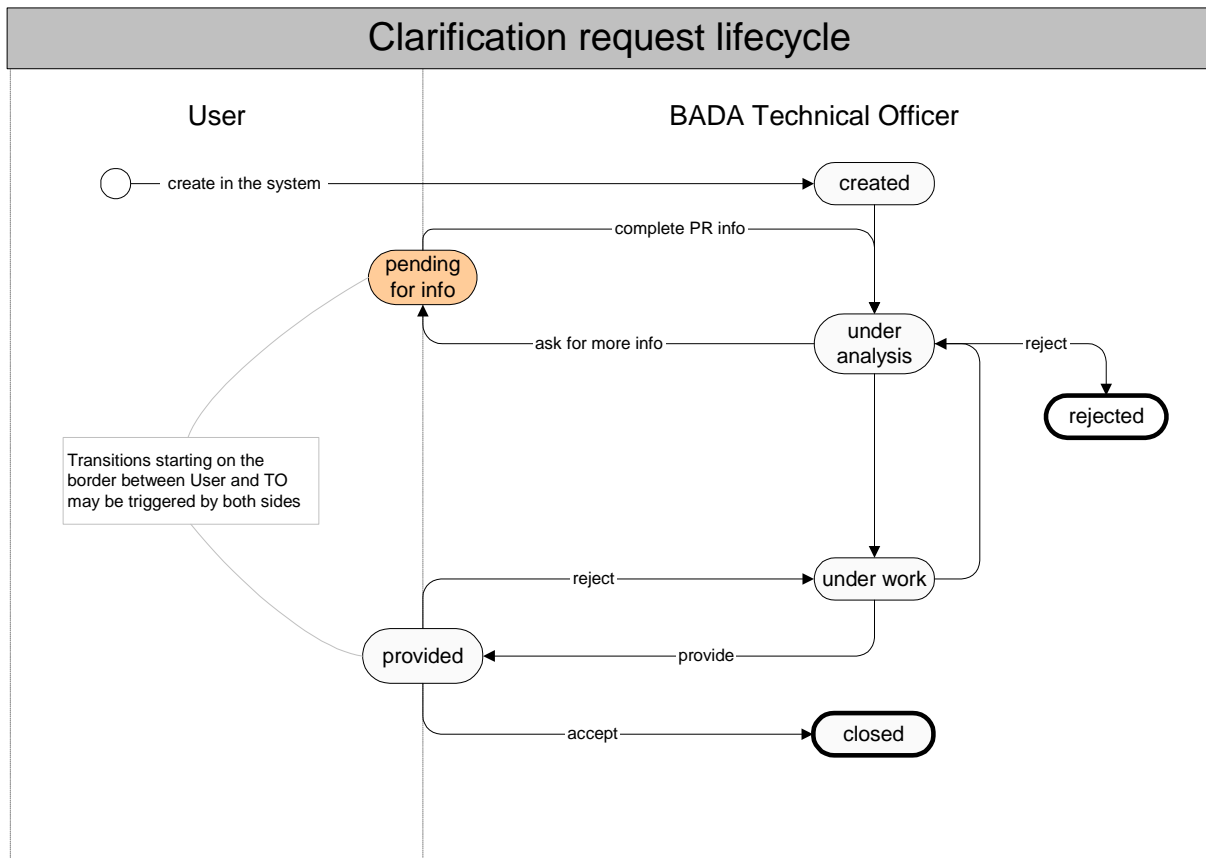 Clarification request lifecycle
User
BADA Technical Officer
create in the system
created
complete PR info
pending
for info
ask for more info
under
analysis
reject
rejected
Transitions starting on the
border between User and TO
may be triggered by both sides
reject
under work
provided
provide
accept
closed